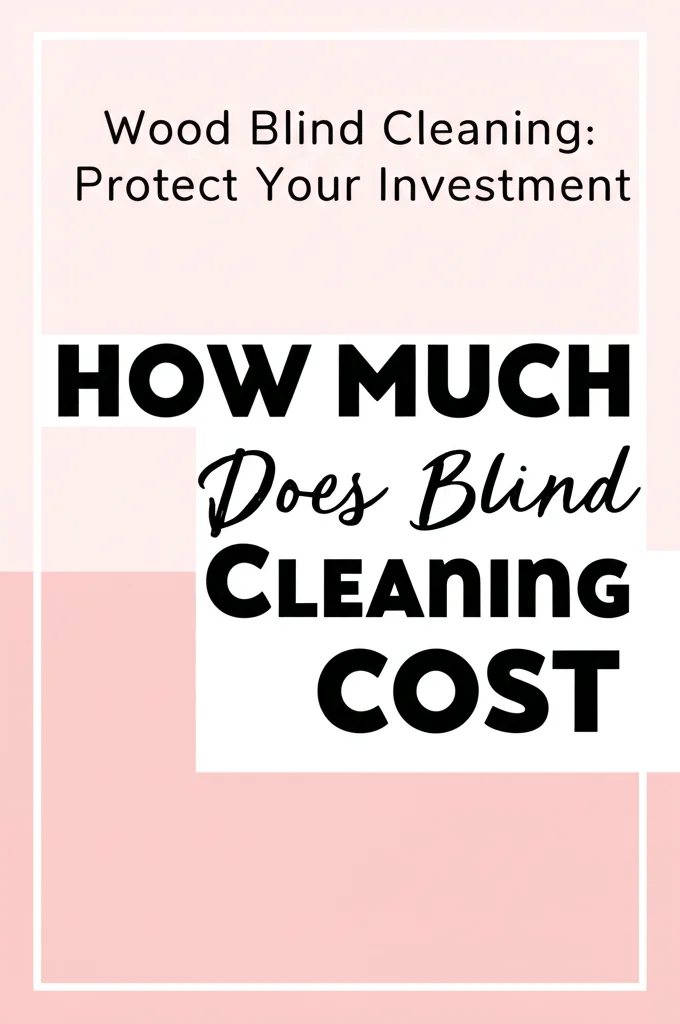 Wood Blind Cleaning:
Protect Your Investment
HOW MUCH
Does Blind
CLEANING
COST